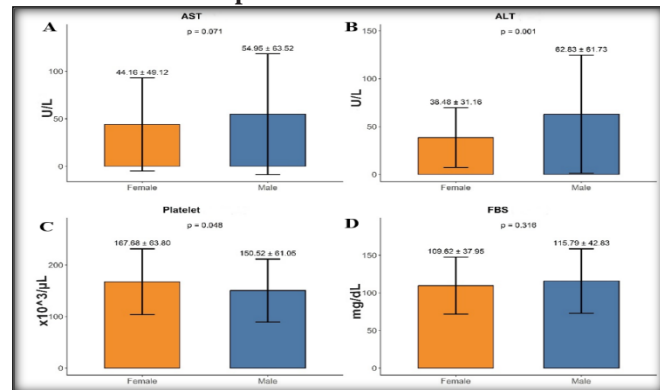 A
AST
p = 0.071
44.16 ± 49.12
54.95 ± 63.52
U/L
100
50
0
Female
Male
B
ALT
p = 0.001
38.48 ± 31.16
62.83 ± 61.73
U/L
150
100
50
0
Female
Male
C
Platelet
p = 0.048
167.68 ± 63.80
150.52 ± 61.05
x10^3/µL
200
100
0
Female
Male
D
FBS
p = 0.316
109.62 ± 37.95
115.79 ± 42.83
mg/dL
150
100
50
0
Female
Male